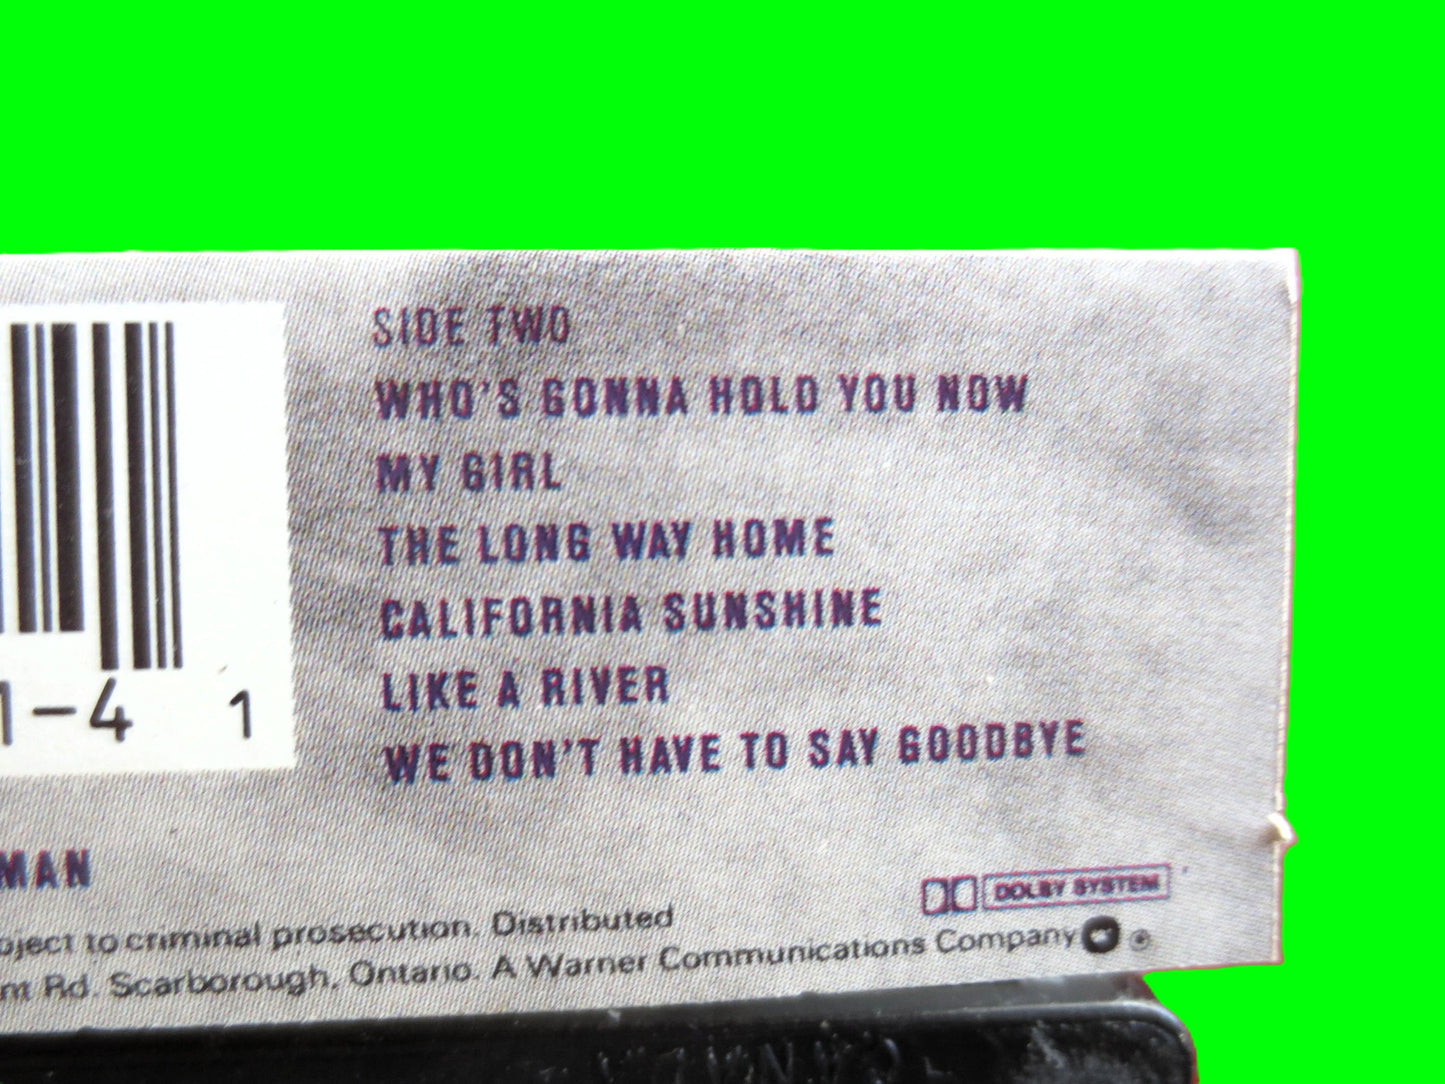 SIDE TWO
WHO'S GONNA HOLD YOU NOW
MY GIRL
THE LONG WAY HOME
CALIFORNIA SUNSHINE
LIKE A RIVER
WE DON'T HAVE TO SAY GOODBYE
1-4 1
MAN
DOLBY SYSTEM
to criminal prosecution. Distributed
Rd. Scarborough, Ontario. A Warner Communications Company